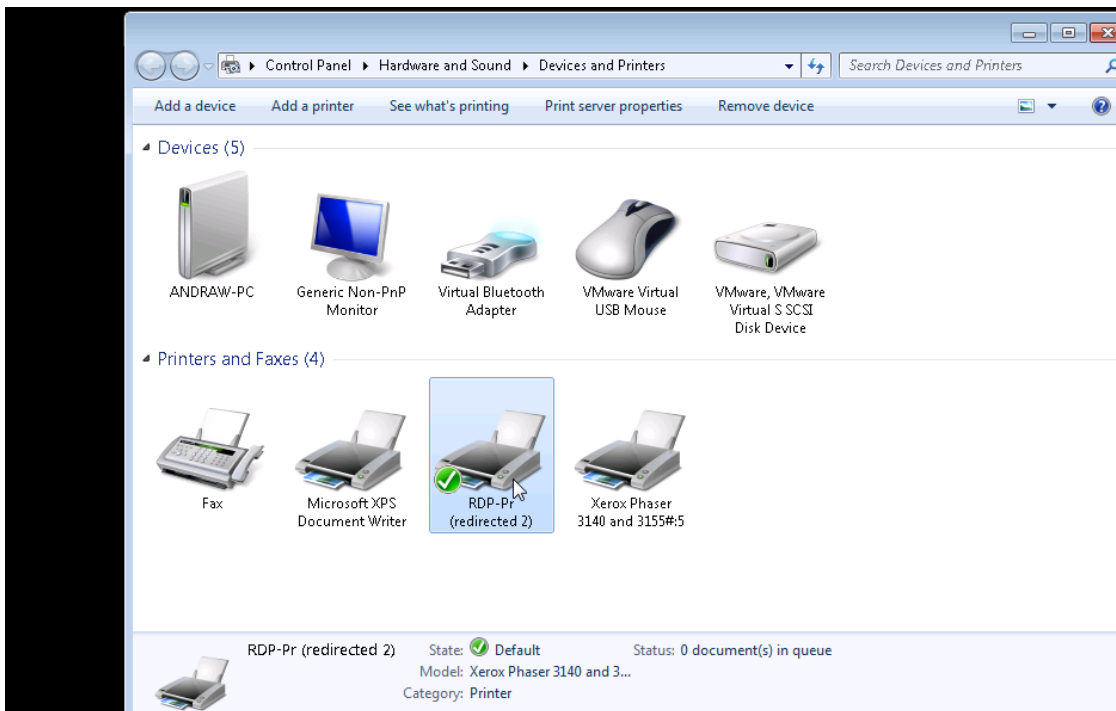 Control Panel Hardware and Sound Devices and Printers Search Devices and Printers
Add a device Add a printer See what's printing Print server properties Remove device
Devices (5)
ANDRAW-PC
Generic Non-PnP
Monitor
Virtual Bluetooth
Adapter
VMware Virtual
USB Mouse
VMware, VMware
Virtual S SCSI
Disk Device
Printers and Faxes (4)
Fax
Microsoft XPS
Document Writer
RDP-Pr
(redirected 2)
Xerox Phaser
3140 and 3155#:5
RDP-Pr (redirected 2) State: Default Status: 0 document(s) in queue
Model: Xerox Phaser 3140 and 3...
Category: Printer